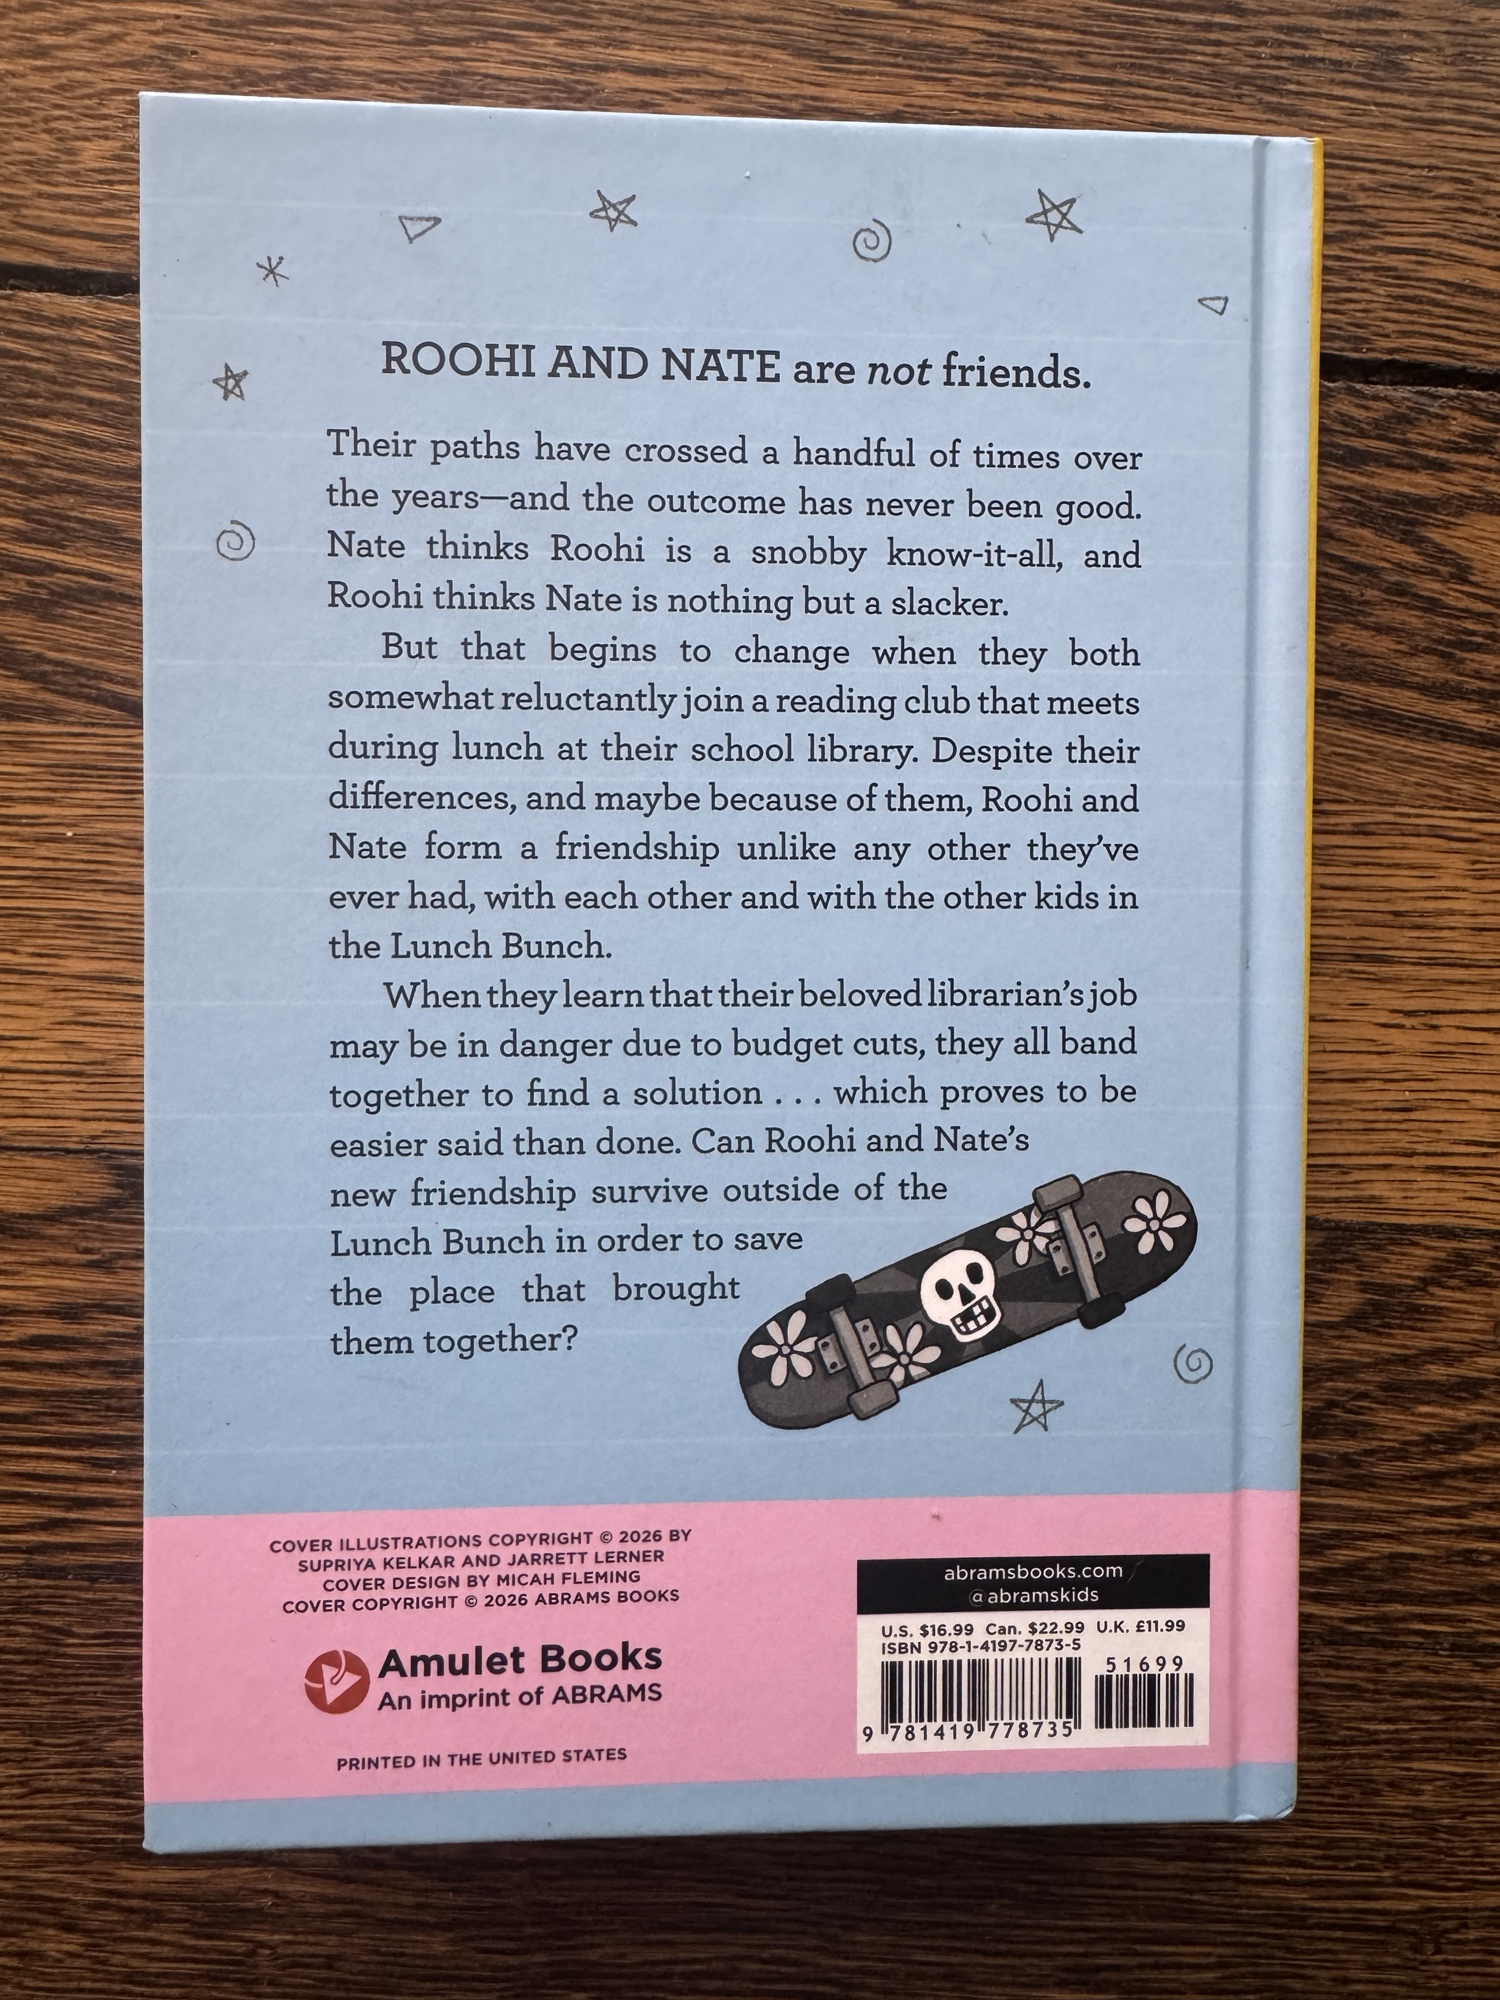 ROOHI AND NATE are not friends.
Their paths have crossed a handful of times over
the years—and the outcome has never been good.
Nate thinks Roohi is a snobby know-it-all, and
Roohi thinks Nate is nothing but a slacker.
But that begins to change when they both
somewhat reluctantly join a reading club that meets
during lunch at their school library. Despite their
differences, and maybe because of them, Roohi and
Nate form a friendship unlike any other they’ve
ever had, with each other and with the other kids in
the Lunch Bunch.
When they learn that their beloved librarian’s job
may be in danger due to budget cuts, they all band
together to find a solution . . . which proves to be
easier said than done. Can Roohi and Nate’s
new friendship survive outside of the
Lunch Bunch in order to save
the place that brought
them together?
COVER ILLUSTRATIONS COPYRIGHT © 2026 BY
SUPRIYA KELKAR AND JARRETT LERNER
COVER DESIGN BY MICAH FLEMING
COVER COPYRIGHT © 2026 ABRAMS BOOKS
Amulet Books
An imprint of ABRAMS
PRINTED IN THE UNITED STATES
abramsbooks.com
@abramskids
U.S. $16.99 Can. $22.99 U.K. £11.99
ISBN 978-1-4197-7873-5
51699
9 781419 778735